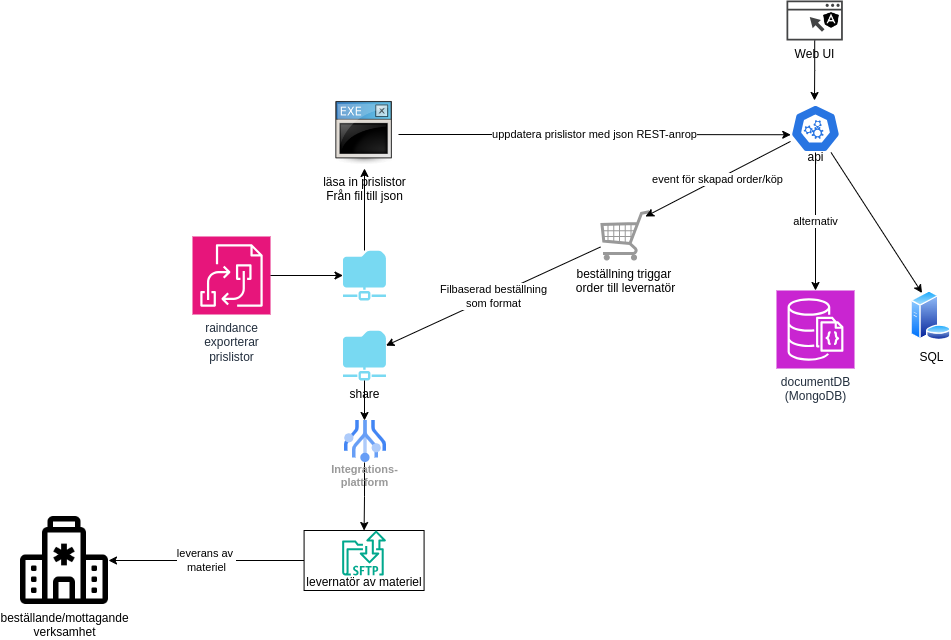 Web UI
EXE
uppdatera prislistor med json REST-anrop
api
läsa in prislistor
Från fil till json
event för skapad order/köp
alternativ
beställning triggar
order till levernatör
Filbaserad beställning
som format
raindance
exporterar
prislistor
SQL
documentDB
(MongoDB)
{}
share
Integrations-
plattform
leverans av
materiel
SFTP
levernatör av materiel
beställande/mottagande
verksamhet